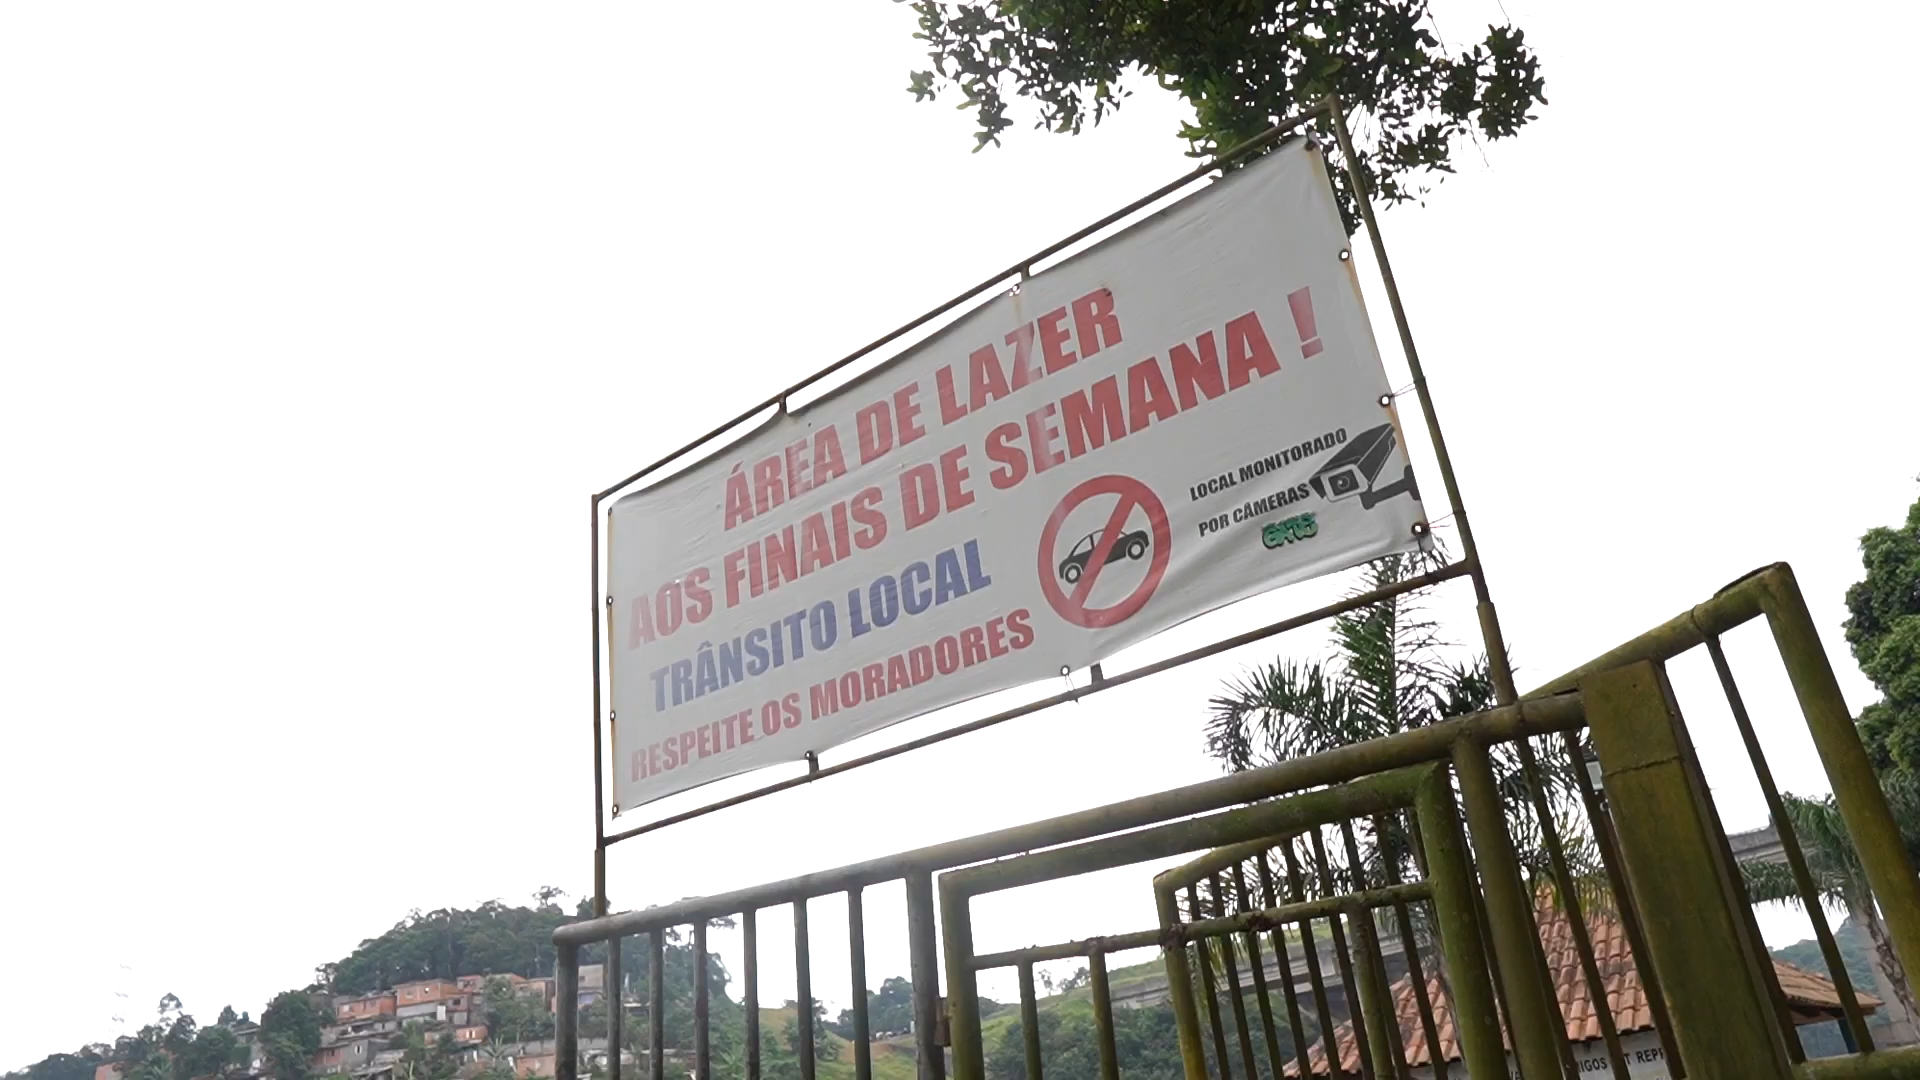 ÁREA DE LAZER
AOS FINAIS DE SEMANA !
TRÂNSITO LOCAL
RESPEITE OS MORADORES
LOCAL MONITORADO
POR CÂMERAS